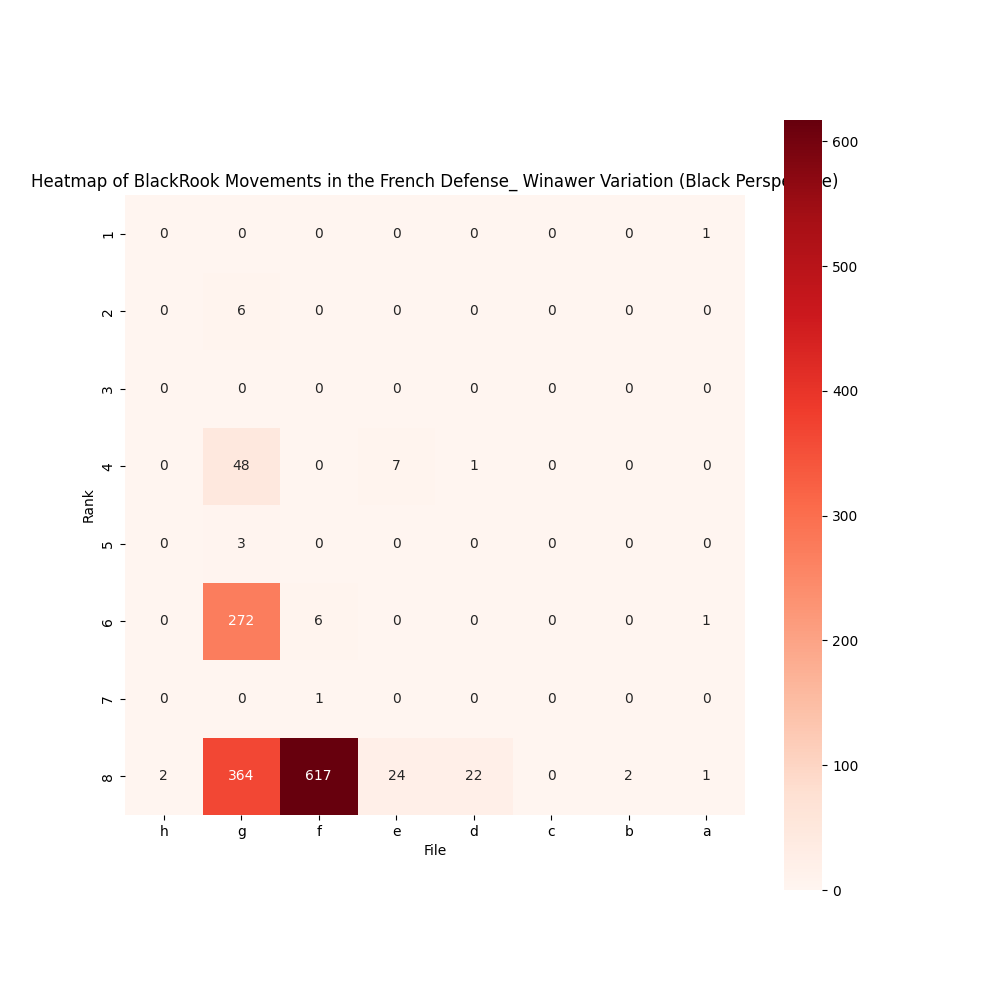 Heatmap of BlackRook Movements in the French Defense_ Winawer Variation (Black Perspe e)
600
500
400
300
200
100
0
Rank
1 0 0 0 0 0 0 0 1
2 0 6 0 0 0 0 0 0
3 0 0 0 0 0 0 0 0
4 0 48 0 7 1 0 0 0
5 0 3 0 0 0 0 0 0
6 0 272 6 0 0 0 0 1
7 0 0 1 0 0 0 0 0
8 2 364 617 24 22 0 2 1
h g f e d c b a
File